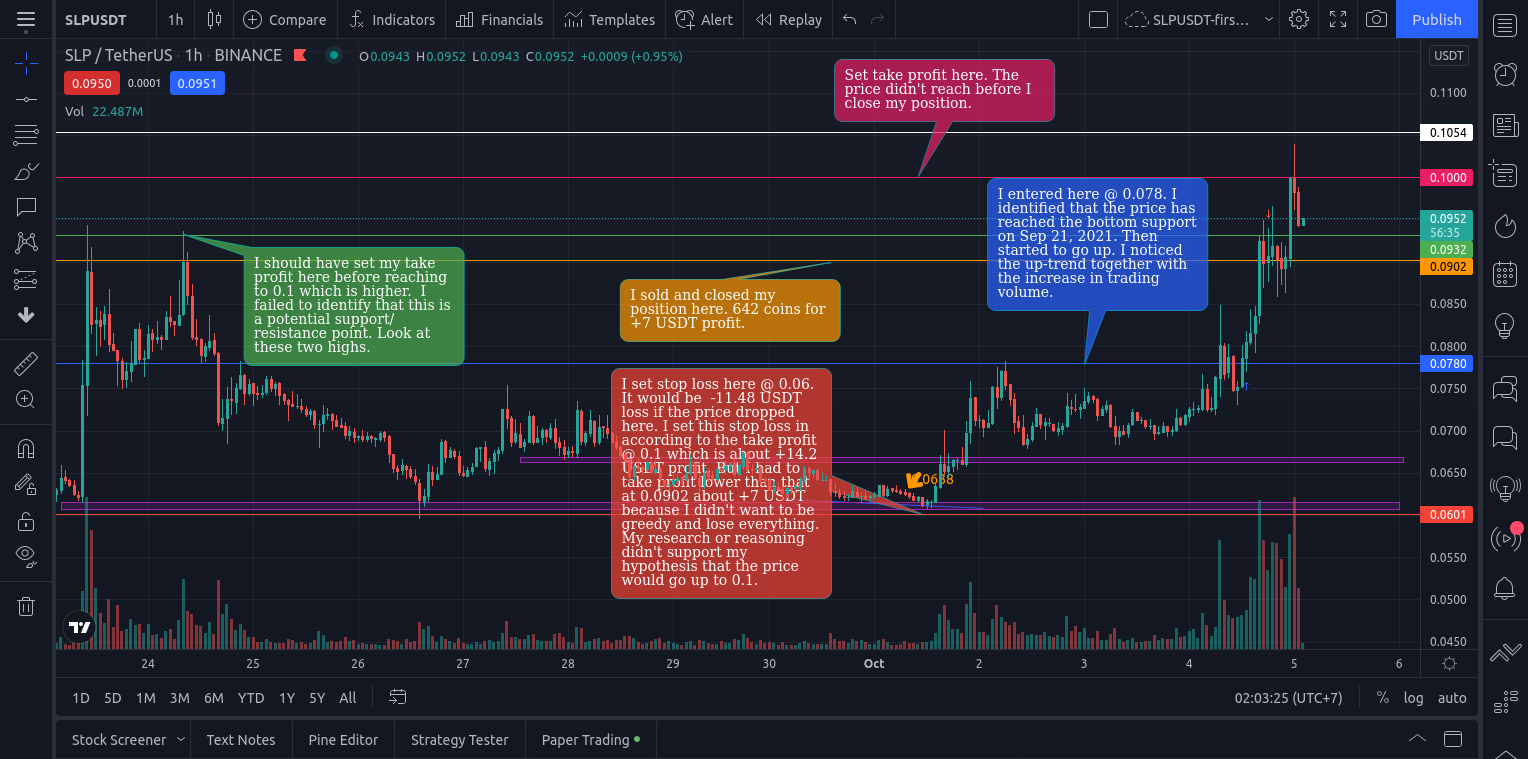 SLPUSDT 1h Compare Indicators Financials Templates Alert Replay SLPUSDT-firs... Publish
SLP / TetherUS · 1h · BINANCE O0.0943 H0.0952 L0.0943 C0.0952 +0.0009 (+0.95%)
0.0950 0.0001 0.0951
Vol 22.487M
Set take profit here. The
price didn't reach before I
close my position.
I entered here @ 0.078. I
identified that the price has
reached the bottom support
on Sep 21, 2021. Then
started to go up. I noticed
the up-trend together with
the increase in trading
volume.
I should have set my take
profit here before reaching
to 0.1 which is higher. I
failed to identify that this is
a potential support/
resistance point. Look at
these two highs.
I sold and closed my
position here. 642 coins for
+7 USDT profit.
I set stop loss here @ 0.06.
It would be -11.48 USDT
loss if the price dropped
here. I set this stop loss in
according to the take profit
@ 0.1 which is about +14.2
USDT profit. But I had to
take profit lower than that
at 0.0902 about +7 USDT
because I didn't want to be
greedy and lose everything.
My research or reasoning
didn't support my
hypothesis that the price
would go up to 0.1.
USDT
0.1100
0.1054
0.1000
0.0952
56:35
0.0932
0.0902
0.0850
0.0800
0.0780
0.0750
0.0700
0.0650
0.0601
0.0550
0.0500
0.0450
24 25 26 27 28 29 30 Oct 2 3 4 5 6
1D 5D 1M 3M 6M YTD 1Y 5Y All 02:03:25 (UTC+7) % log auto
Stock Screener Text Notes Pine Editor Strategy Tester Paper Trading